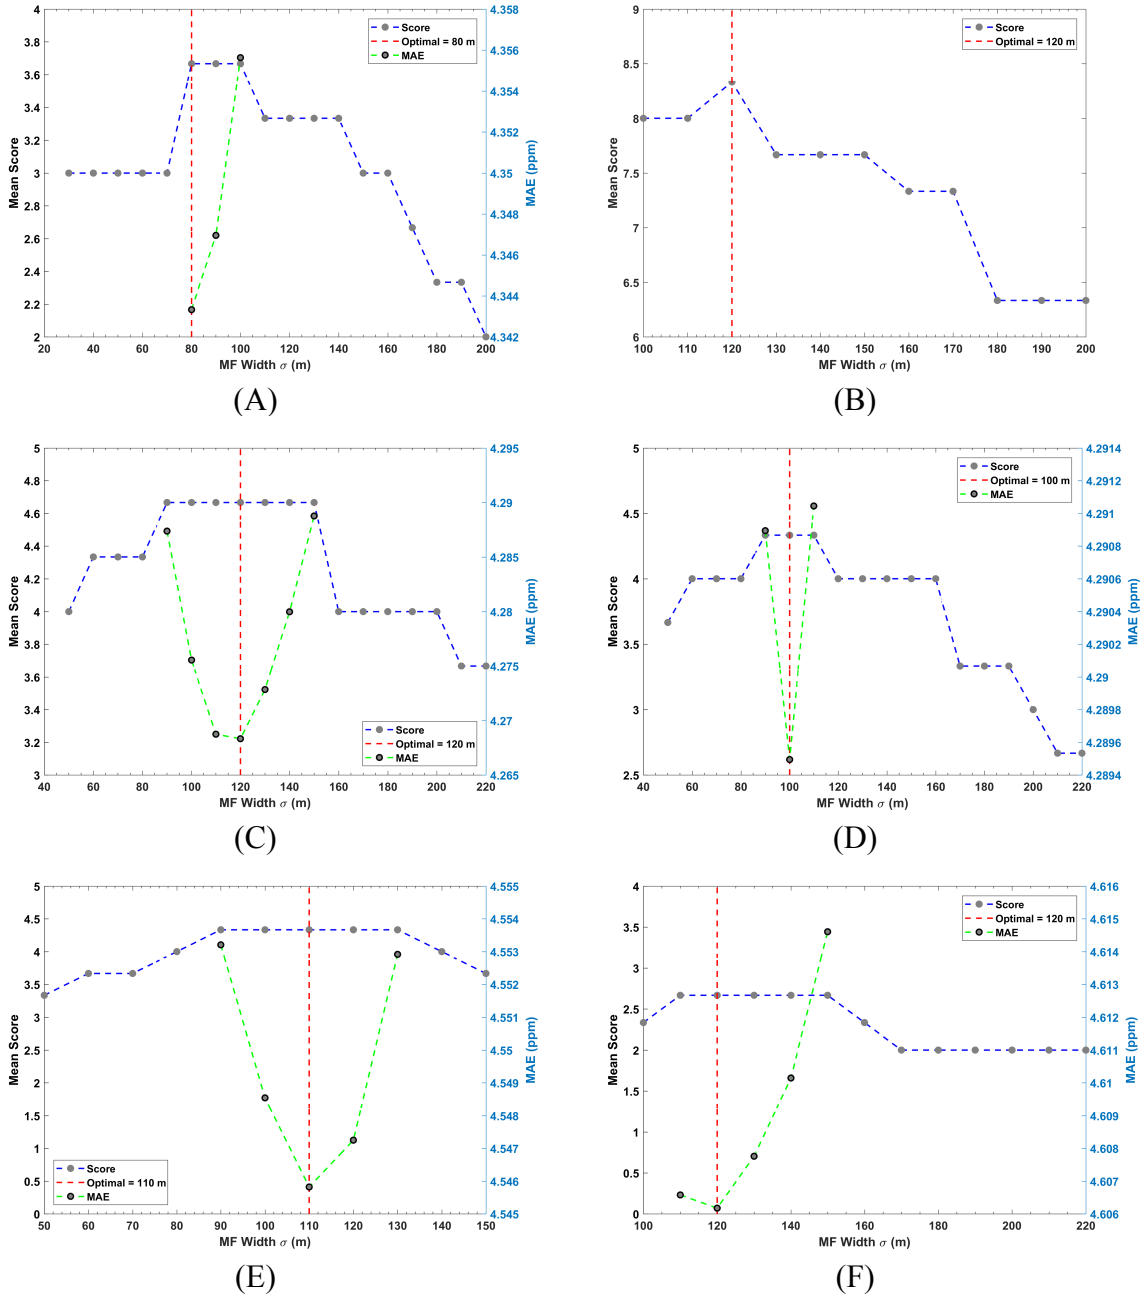 4
3.8
3.6
3.4
3.2
3
2.8
2.6
2.4
2.2
2
Mean Score
20 40 60 80 100 120 140 160 180 200
MF Width σ (m)
4.358
4.356
4.354
4.352
4.35
4.348
4.346
4.344
4.342
MAE (ppm)
Score
Optimal = 80 m
MAE
(A)
9
8.5
8
7.5
7
6.5
6
Mean Score
100 110 120 130 140 150 160 170 180 190 200
MF Width σ (m)
Score
Optimal = 120 m
(B)
5
4.8
4.6
4.4
4.2
4
3.8
3.6
3.4
3.2
3
Mean Score
40 60 80 100 120 140 160 180 200 220
MF Width σ (m)
4.295
4.29
4.285
4.28
4.275
4.27
4.265
MAE (ppm)
Score
Optimal = 120 m
MAE
(C)
5
4.5
4
3.5
3
2.5
Mean Score
40 60 80 100 120 140 160 180 200 220
MF Width σ (m)
4.2914
4.2912
4.291
4.2908
4.2906
4.2904
4.2902
4.29
4.2898
4.2896
4.2894
MAE (ppm)
Score
Optimal = 100 m
MAE
(D)
5
4.5
4
3.5
3
2.5
2
1.5
1
0.5
0
Mean Score
50 60 70 80 90 100 110 120 130 140 150
MF Width σ (m)
4.555
4.554
4.553
4.552
4.551
4.55
4.549
4.548
4.547
4.546
4.545
MAE (ppm)
Score
Optimal = 110 m
MAE
(E)
4
3.5
3
2.5
2
1.5
1
0.5
0
Mean Score
100 120 140 160 180 200 220
MF Width σ (m)
4.616
4.615
4.614
4.613
4.612
4.611
4.61
4.609
4.608
4.607
4.606
MAE (ppm)
Score
Optimal = 120 m
MAE
(F)